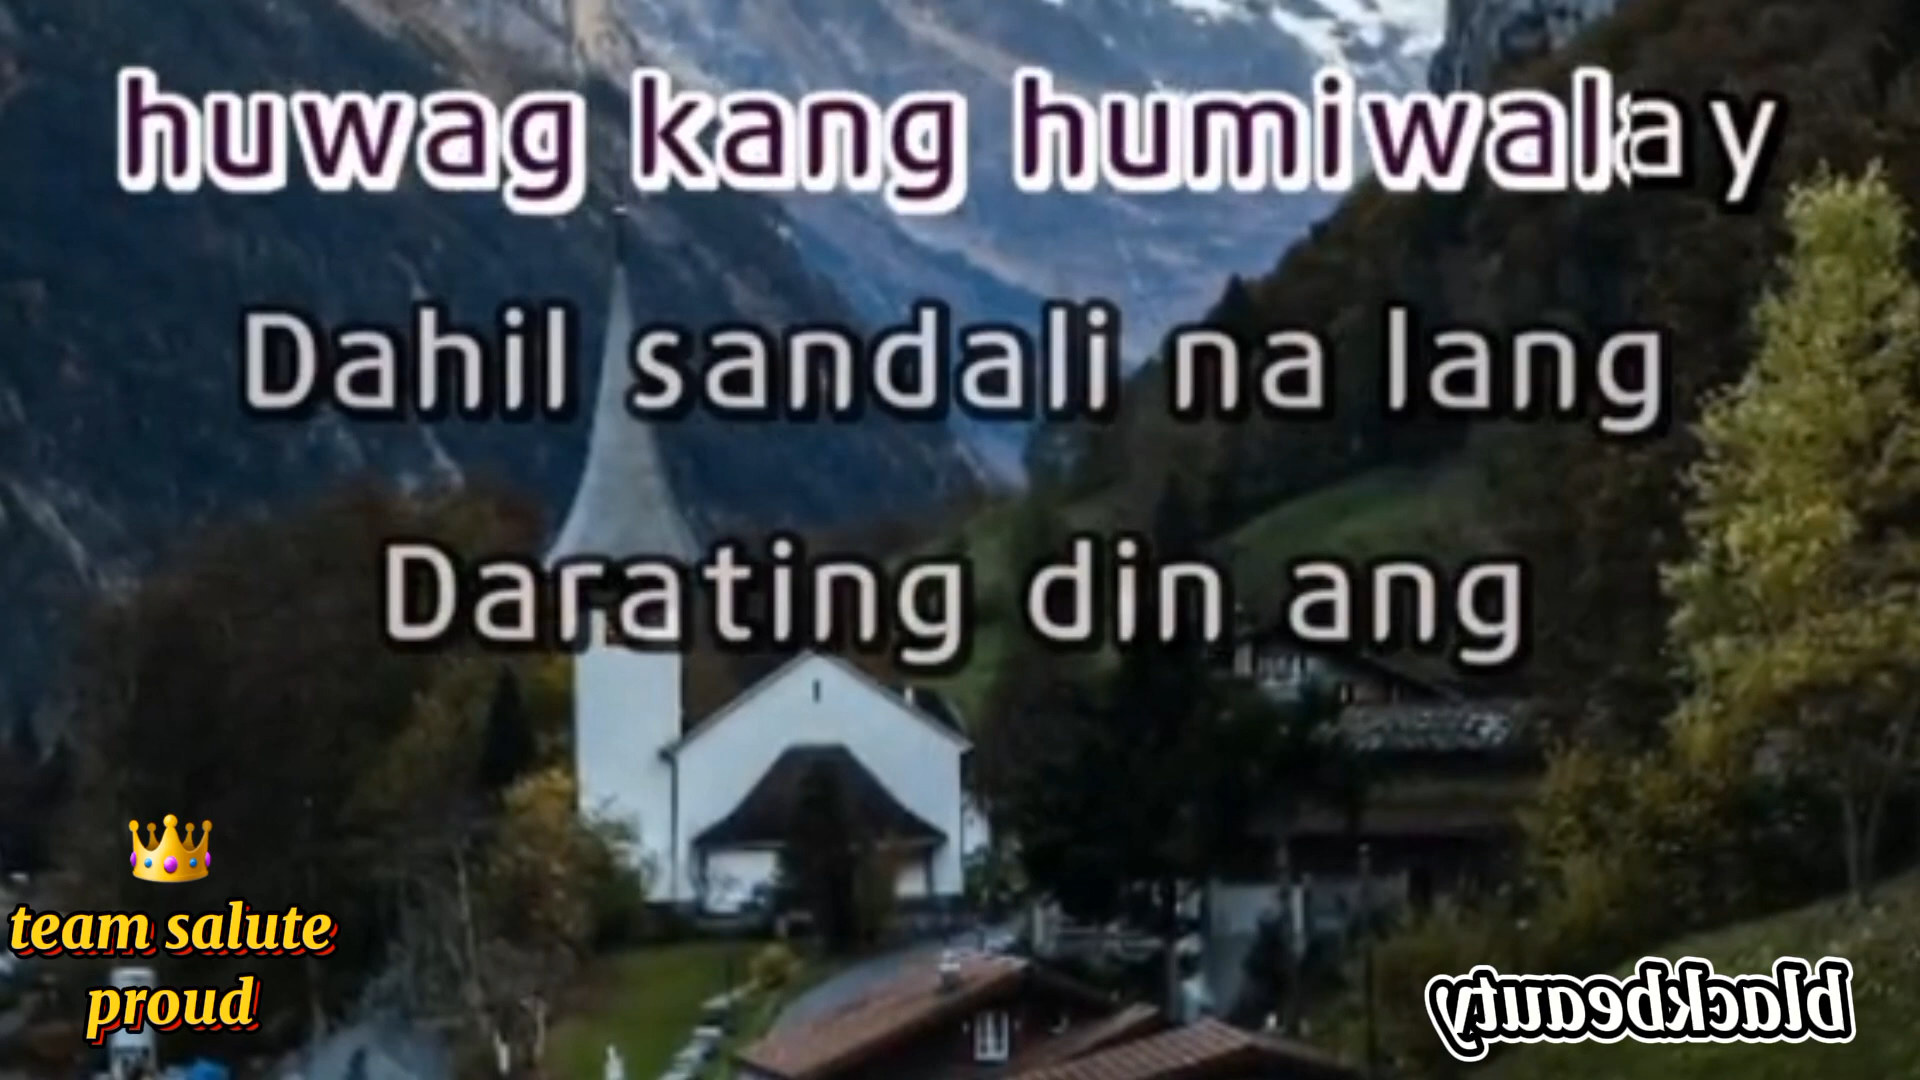 huwag kang humiwalay
Dahil sandali na lang
Darating din ang
team salute
proud
blackbeauty